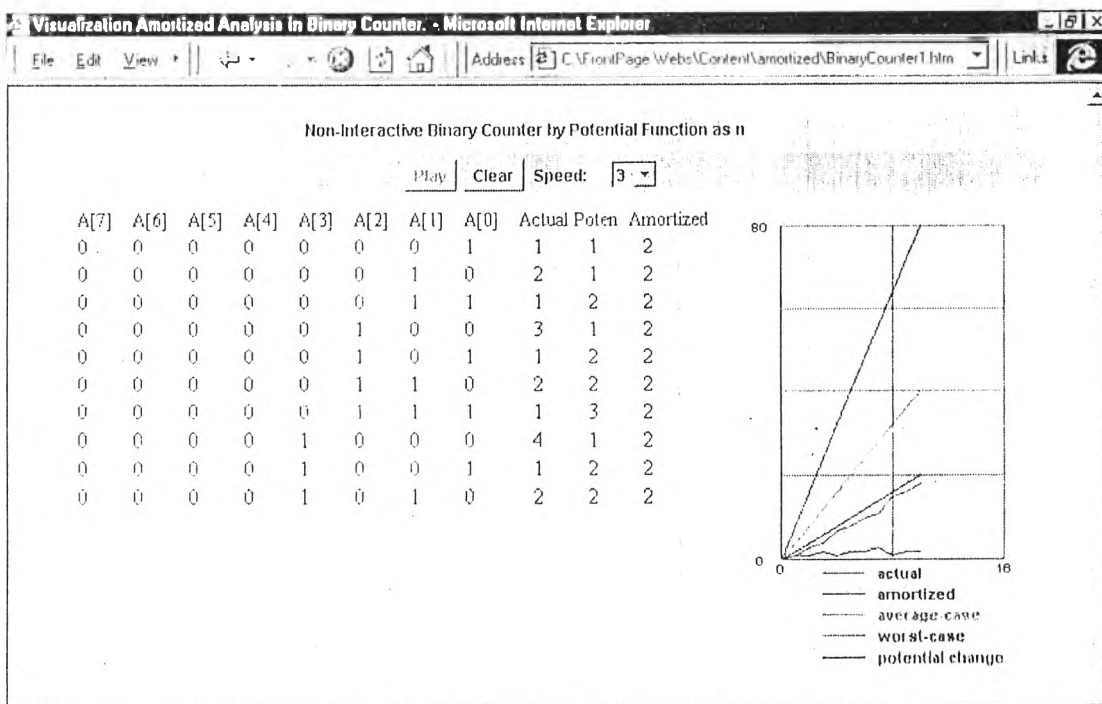 Visualization Amortized Analysis in Binary Counter. - Microsoft Internet Explorer
File Edit View Address C:\FrontPage Webs\Content\amortized\BinaryCounter1.htm Links
Non-Interactive Binary Counter by Potential Function as n
Play Clear Speed: 3
A[7] A[6] A[5] A[4] A[3] A[2] A[1] A[0] Actual Poten Amortized
0 0 0 0 0 0 0 1 1 1 2
0 0 0 0 0 0 1 0 2 1 2
0 0 0 0 0 0 1 1 1 2 2
0 0 0 0 0 1 0 0 3 1 2
0 0 0 0 0 1 0 1 1 2 2
0 0 0 0 0 1 1 0 2 2 2
0 0 0 0 0 1 1 1 1 3 2
0 0 0 0 1 0 0 0 4 1 2
0 0 0 0 1 0 0 1 1 2 2
0 0 0 0 1 0 1 0 2 2 2
80
0
0 16
actual
amortized
average-case
worst-case
potential change